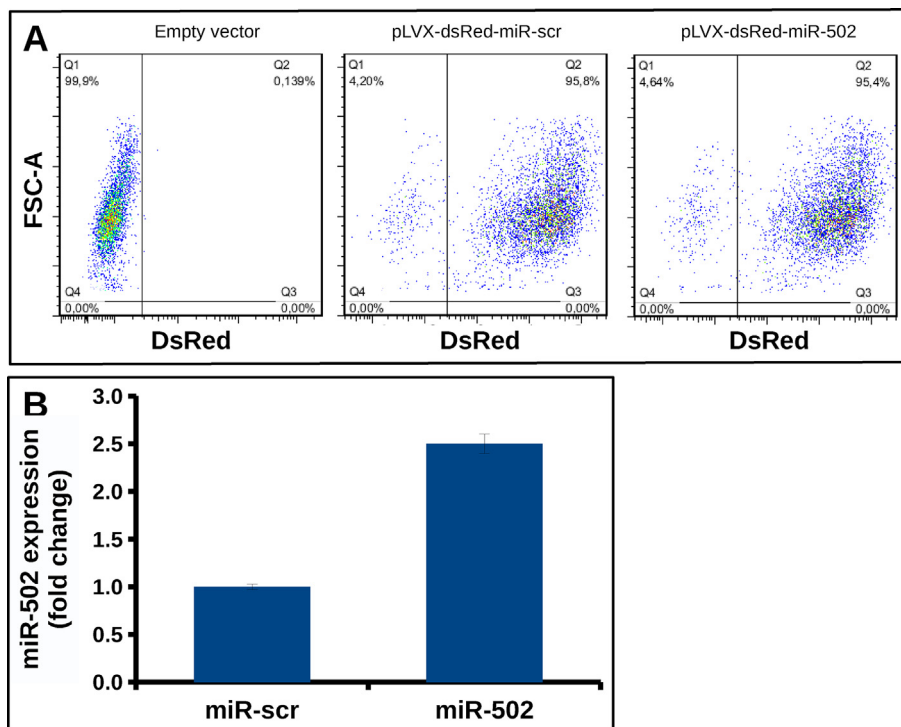 A
Empty vector
pLVX-dsRed-miR-scr
pLVX-dsRed-miR-502
FSC-A
Q1
99,9%
Q2
0,139%
Q4
0,00%
Q3
0,00%
DsRed
Q1
4,20%
Q2
95,8%
Q4
0,00%
Q3
0,00%
DsRed
Q1
4,64%
Q2
95,4%
Q4
0,00%
Q3
0,00%
DsRed
B
miR-502 expression
(fold change)
3.0
2.5
2.0
1.5
1.0
0.5
0.0
miR-scr
miR-502